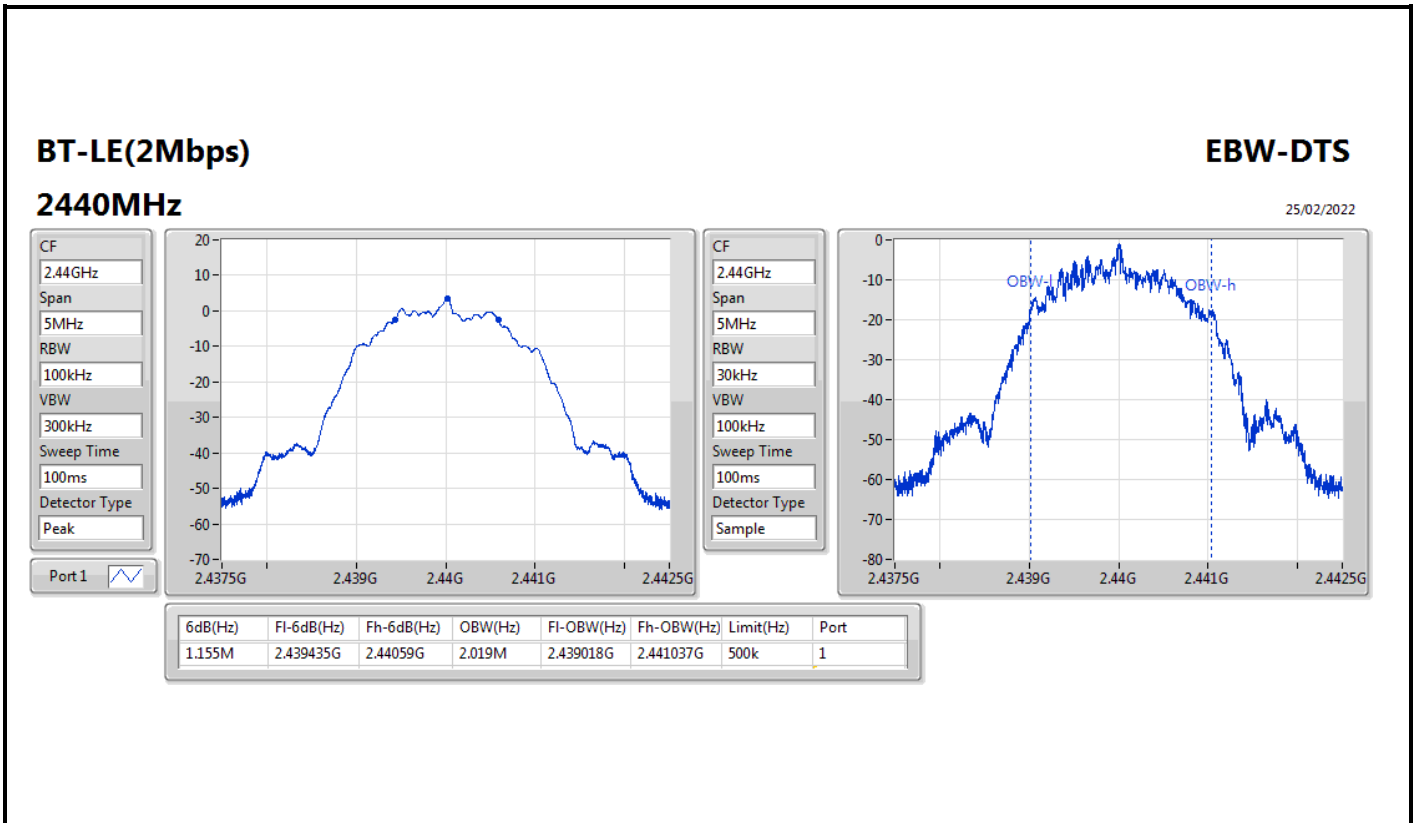 BT-LE(2Mbps)
EBW-DTS
2440MHz
25/02/2022
CF
2.44GHz
Span
5MHz
RBW
100kHz
VBW
300kHz
Sweep Time
100ms
Detector Type
Peak
Port 1
20
10
0
-10
-20
-30
-40
-50
-60
-70
2.4375G 2.439G 2.44G 2.441G 2.4425G
CF
2.44GHz
Span
5MHz
RBW
30kHz
VBW
100kHz
Sweep Time
100ms
Detector Type
Sample
0
-10
-20
-30
-40
-50
-60
-70
-80
OBW-l OBW-h
2.4375G 2.439G 2.44G 2.441G 2.4425G
6dB(Hz) Fl-6dB(Hz) Fh-6dB(Hz) OBW(Hz) Fl-OBW(Hz) Fh-OBW(Hz) Limit(Hz) Port
1.155M 2.439435G 2.44059G 2.019M 2.439018G 2.441037G 500k 1